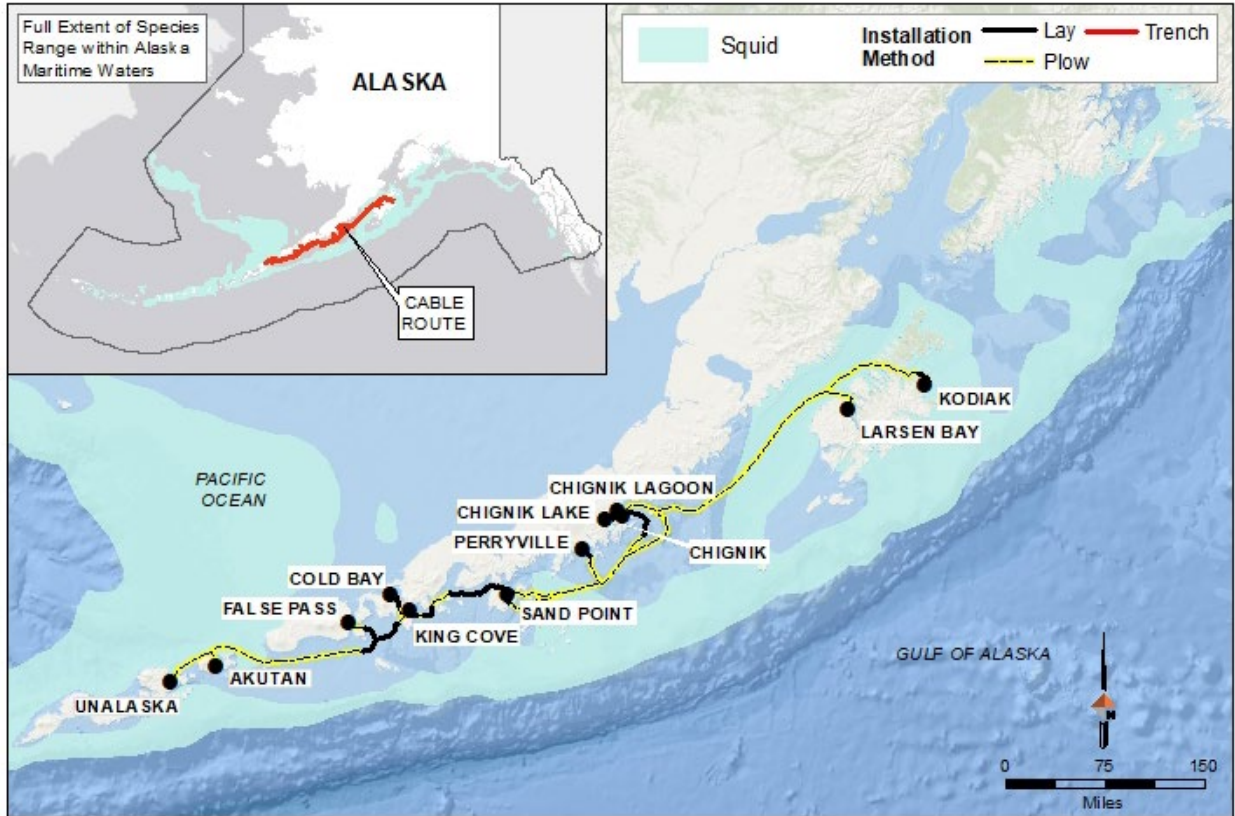 Full Extent of Species
Range within Alaska
Maritime Waters
ALASKA
CABLE
ROUTE
Squid
Installation
Method
Lay
Trench
Plow
PACIFIC
OCEAN
KODIAK
LARSEN BAY
CHIGNIK LAGOON
CHIGNIK LAKE
PERRYVILLE
CHIGNIK
COLD BAY
FALSE PASS
SAND POINT
KING COVE
AKUTAN
UNALASKA
GULF OF ALASKA
N
0 75 150
Miles